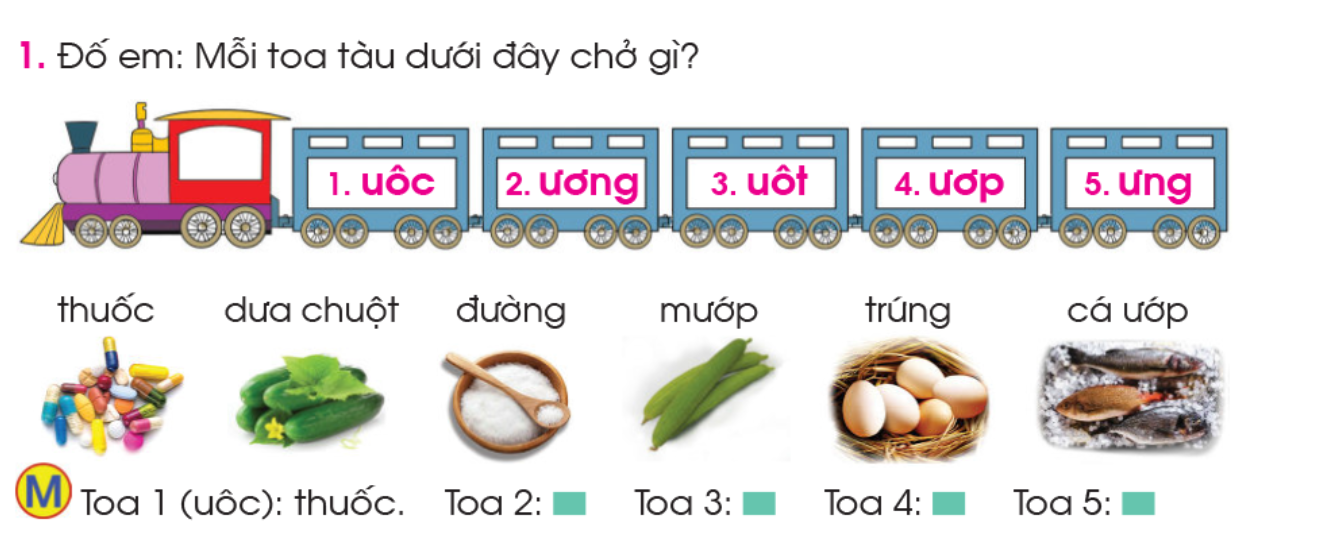 1. Đố em: Mỗi toa tàu dưới đây chở gì?
1. uôc 2. ương 3. uôt 4. ươp 5. ưng
thuốc dưa chuột đường mướp trứng cá ướp
M Toa 1 (uôc): thuốc. Toa 2: Toa 3: Toa 4: Toa 5: